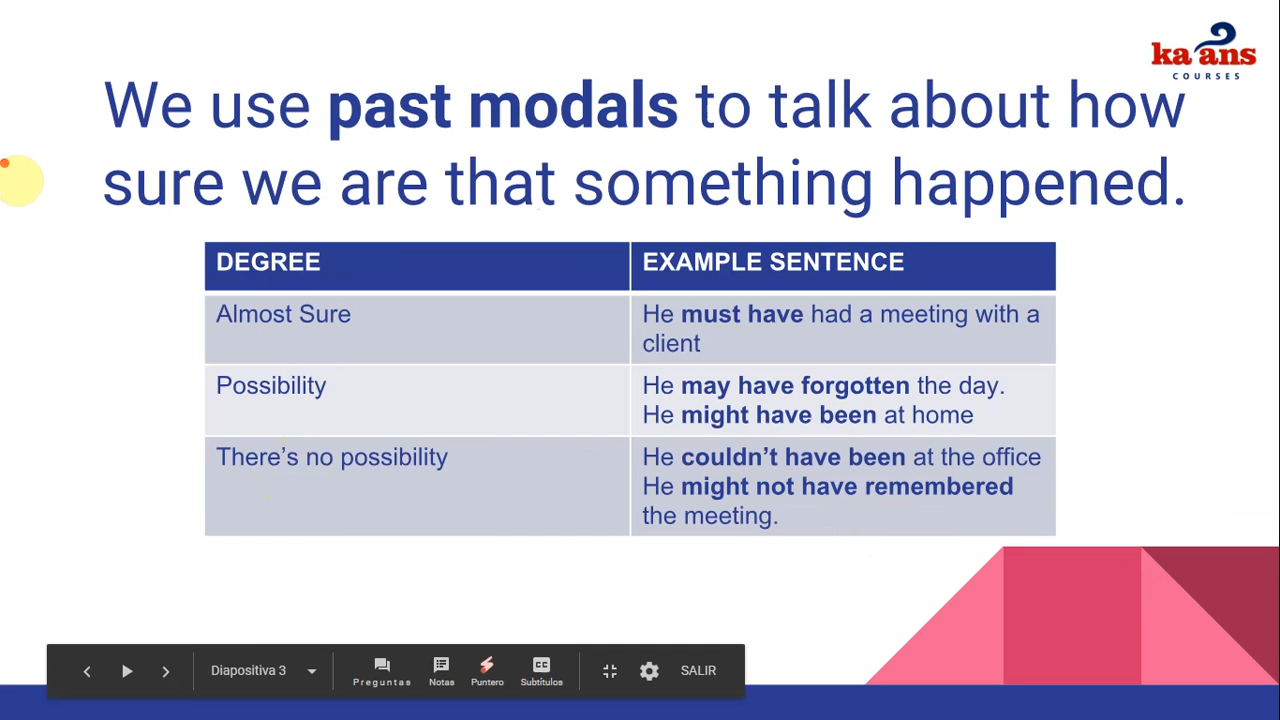 ka ans
COURSES
We use past modals to talk about how
sure we are that something happened.
DEGREE
EXAMPLE SENTENCE
Almost Sure
He must have had a meeting with a
client
Possibility
He may have forgotten the day.
He might have been at home
There's no possibility
He couldn't have been at the office
He might not have remembered
the meeting.
Diapositiva 3
Preguntas
Notas
Puntero
CC
Subtítulos
SALIR